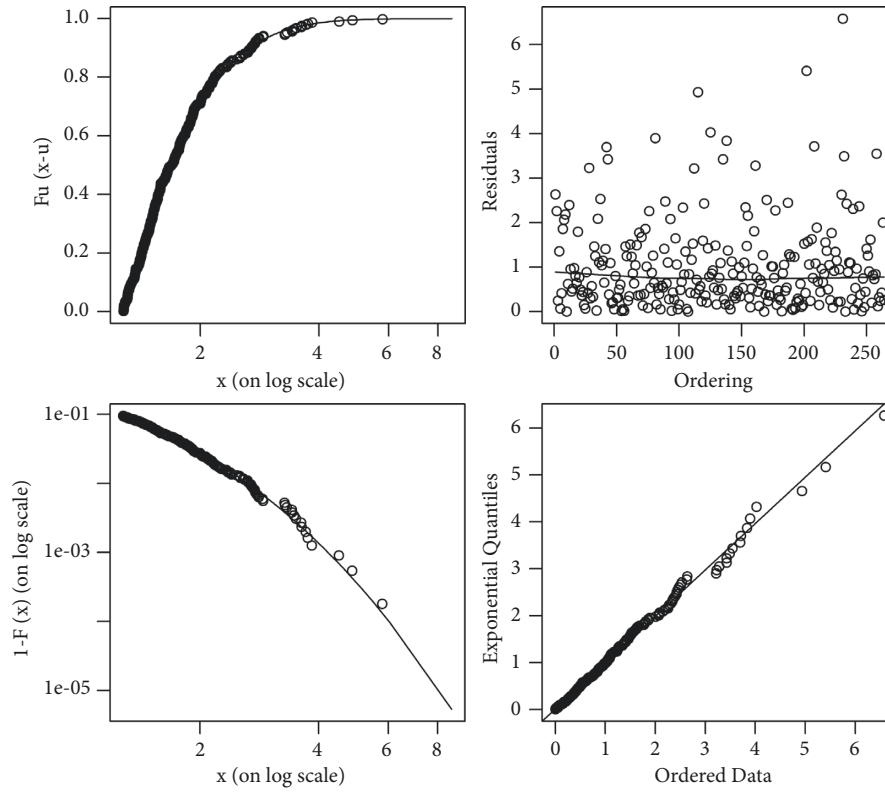 Fu (x-u)
1.0
0.8
0.6
0.4
0.2
0.0
2 4 6 8
x (on log scale)
Residuals
6
5
4
3
2
1
0
0 50 100 150 200 250
Ordering
1-F (x) (on log scale)
1e-01
1e-03
1e-05
2 4 6 8
x (on log scale)
Exponential Quantiles
6
5
4
3
2
1
0
0 1 2 3 4 5 6
Ordered Data